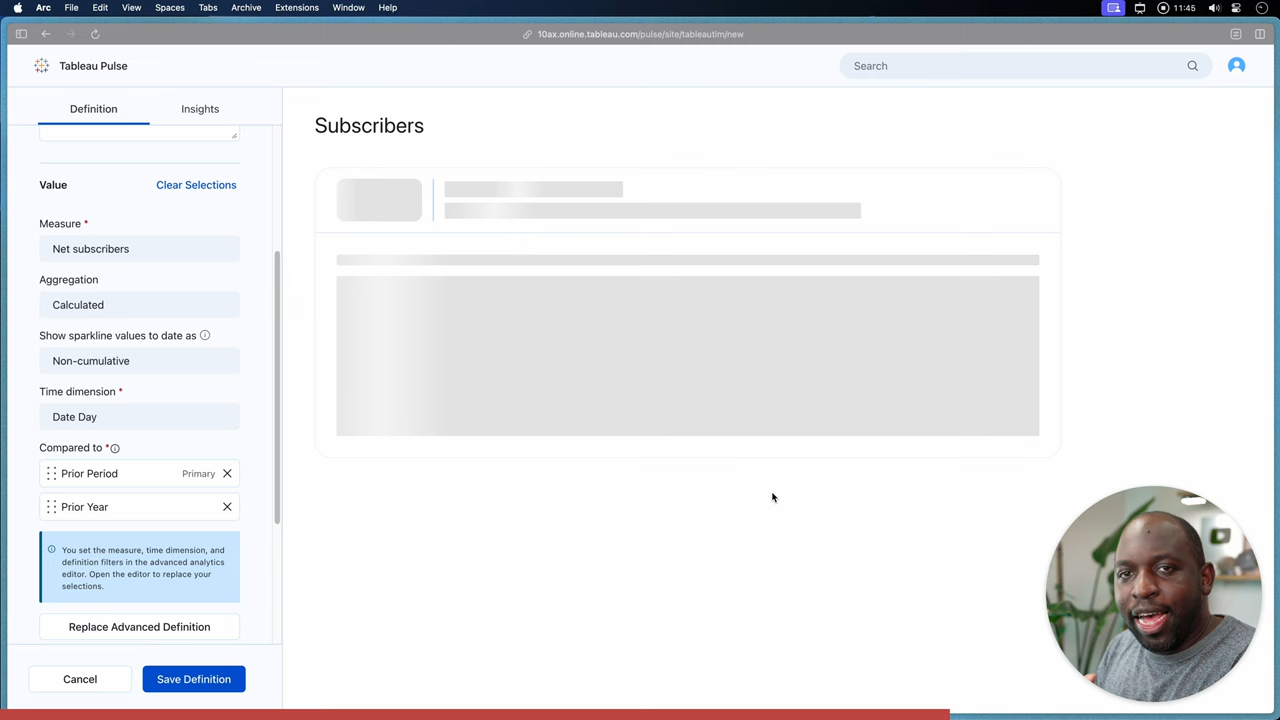 Arc File Edit View Spaces Tabs Archive Extensions Window Help 11:45
10ax.online.tableau.com/pulse/site/tableautim/new
Tableau Pulse
Search
Definition
Insights
Value
Clear Selections
Measure *
Net subscribers
Aggregation
Calculated
Show sparkline values to date as
Non-cumulative
Time dimension *
Date Day
Compared to *
Prior Period Primary
Prior Year
You set the measure, time dimension, and
definition filters in the advanced analytics
editor. Open the editor to replace your
selections.
Replace Advanced Definition
Cancel
Save Definition
Subscribers